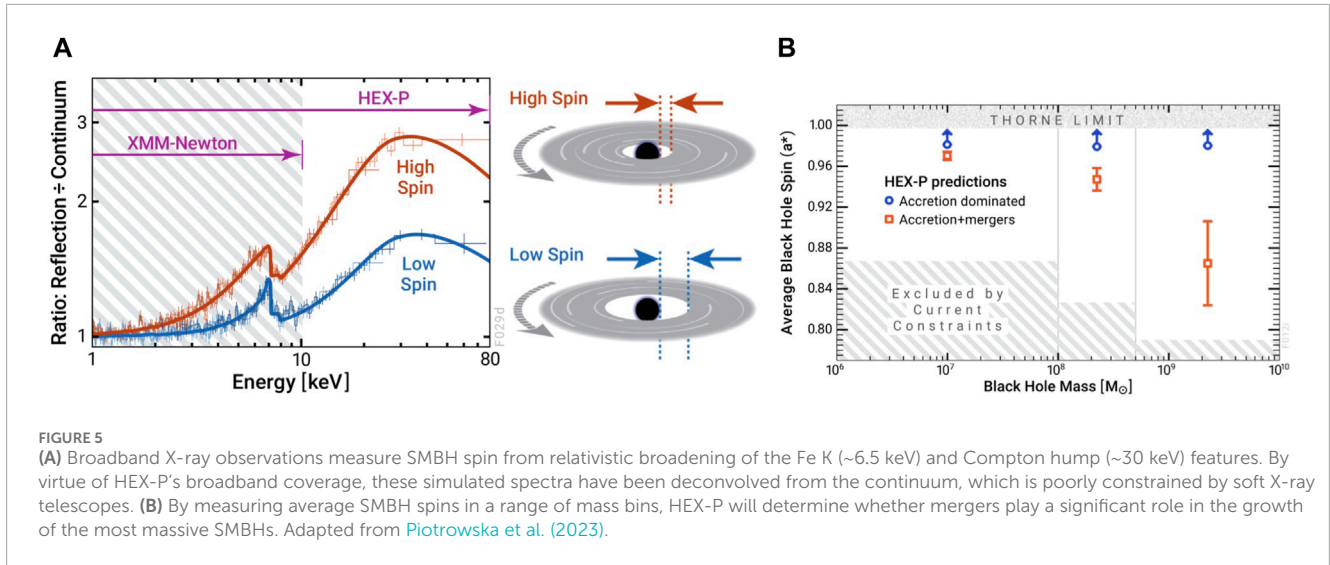 A
Ratio: Reflection ÷ Continuum
3
2
1
HEX-P
XMM-Newton
High
Spin
Low
Spin
F029d
1
10
80
Energy [keV]
High Spin
Low Spin
B
Average Black Hole Spin (a*)
1.00
0.96
0.92
0.88
0.84
0.80
THORNE LIMIT
HEX-P predictions
Accretion dominated
Accretion+mergers
Excluded by
Current
Constraints
10⁶
10⁷
10⁸
10⁹
10¹⁰
Black Hole Mass [M☉]
FIGURE 5
(A) Broadband X-ray observations measure SMBH spin from relativistic broadening of the Fe K (~6.5 keV) and Compton hump (~30 keV) features. By
virtue of HEX-P's broadband coverage, these simulated spectra have been deconvolved from the continuum, which is poorly constrained by soft X-ray
telescopes. (B) By measuring average SMBH spins in a range of mass bins, HEX-P will determine whether mergers play a significant role in the growth
of the most massive SMBHs. Adapted from Piotrowska et al. (2023).